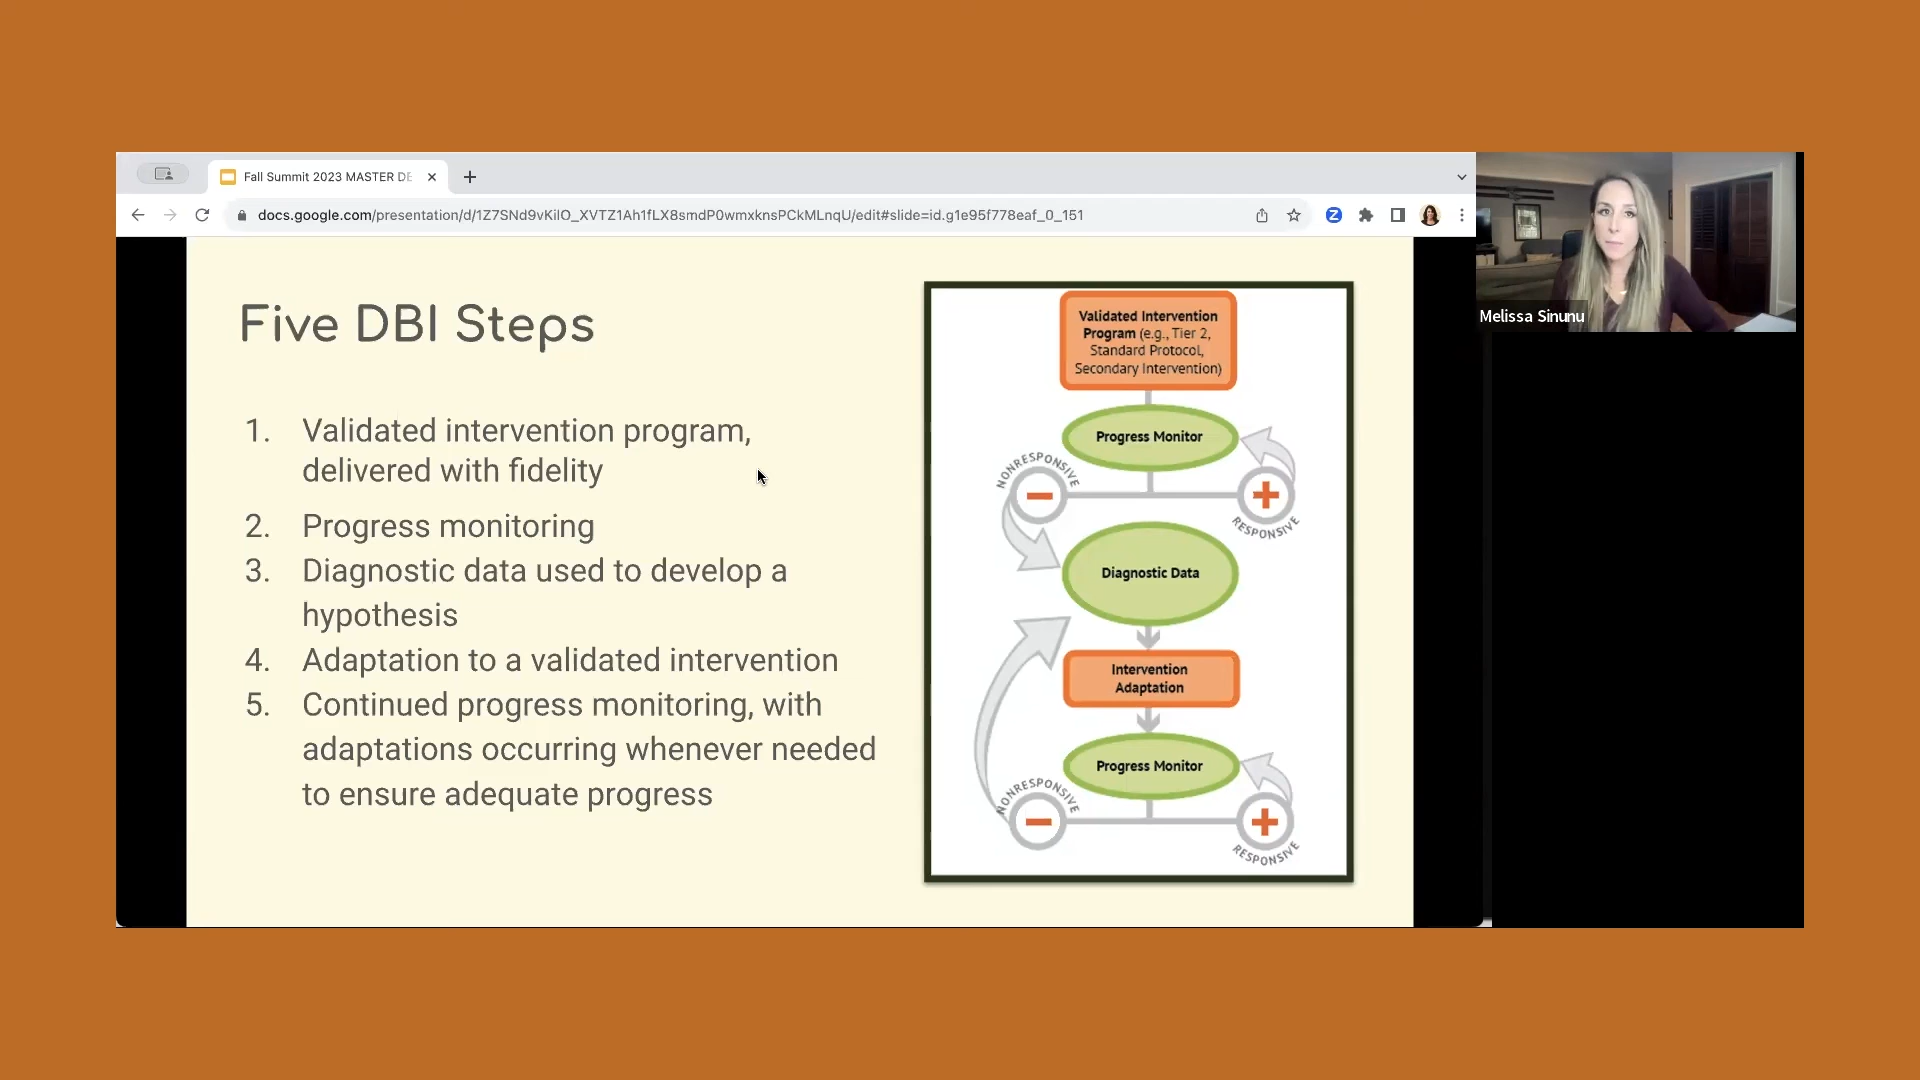 Fall Summit 2023 MASTER DE
docs.google.com/presentation/d/1Z7SNd9vKilO_XVTZ1Ah1fLX8smdP0wmxknsPCkMLnqU/edit#slide=id.g1e95f778eaf_0_151
Z
Melissa Sinunu
Five DBI Steps
1. Validated intervention program,
delivered with fidelity
2. Progress monitoring
3. Diagnostic data used to develop a
hypothesis
4. Adaptation to a validated intervention
5. Continued progress monitoring, with
adaptations occurring whenever needed
to ensure adequate progress
Validated Intervention
Program (e.g., Tier 2,
Standard Protocol,
Secondary Intervention)
Progress Monitor
NONRESPONSIVE
RESPONSIVE
Diagnostic Data
Intervention
Adaptation
Progress Monitor
NONRESPONSIVE
RESPONSIVE